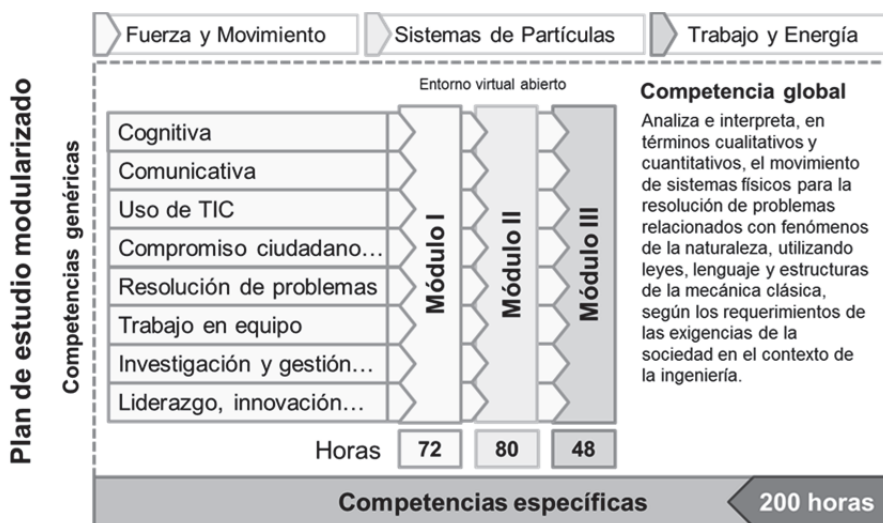 Fuerza y Movimiento
Sistemas de Partículas
Trabajo y Energía
Plan de estudio modularizado
Competencias genéricas
Entorno virtual abierto
Cognitiva
Comunicativa
Uso de TIC
Compromiso ciudadano…
Resolución de problemas
Trabajo en equipo
Investigación y gestión…
Liderazgo, innovación…
Módulo I
Módulo II
Módulo III
Horas
72
80
48
Competencia global
Analiza e interpreta, en
términos cualitativos y
cuantitativos, el movimiento
de sistemas físicos para la
resolución de problemas
relacionados con fenómenos
de la naturaleza, utilizando
leyes, lenguaje y estructuras
de la mecánica clásica,
según los requerimientos de
las exigencias de la
sociedad en el contexto de
la ingeniería.
Competencias específicas
200 horas